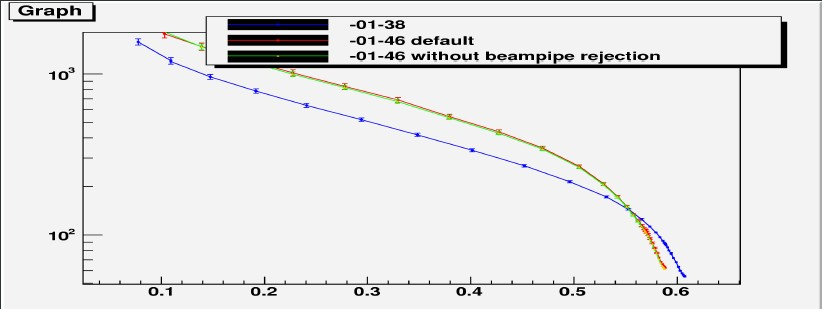 Graph
-01-38
-01-46 default
-01-46 without beampipe rejection
10³
10²
0.1 0.2 0.3 0.4 0.5 0.6